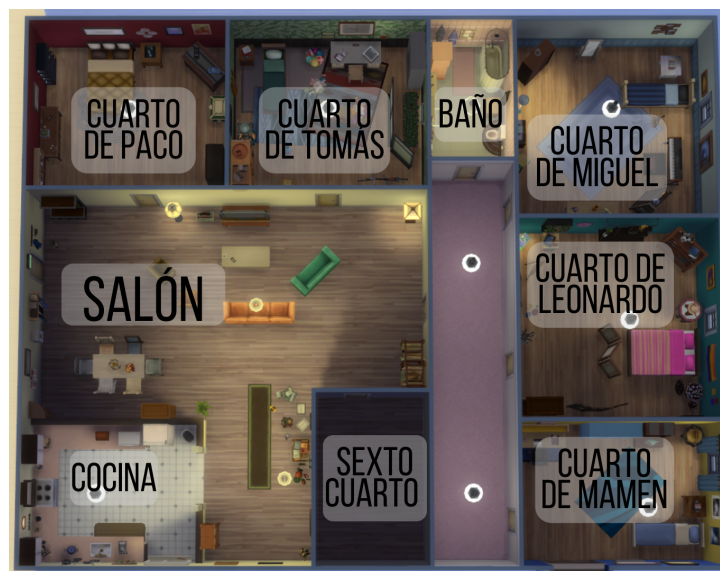 CUARTO
DE PACO
CUARTO
DE TOMÁS
BAÑO
CUARTO
DE MIGUEL
SALÓN
CUARTO DE
LEONARDO
COCINA
SEXTO
CUARTO
CUARTO
DE MAMEN